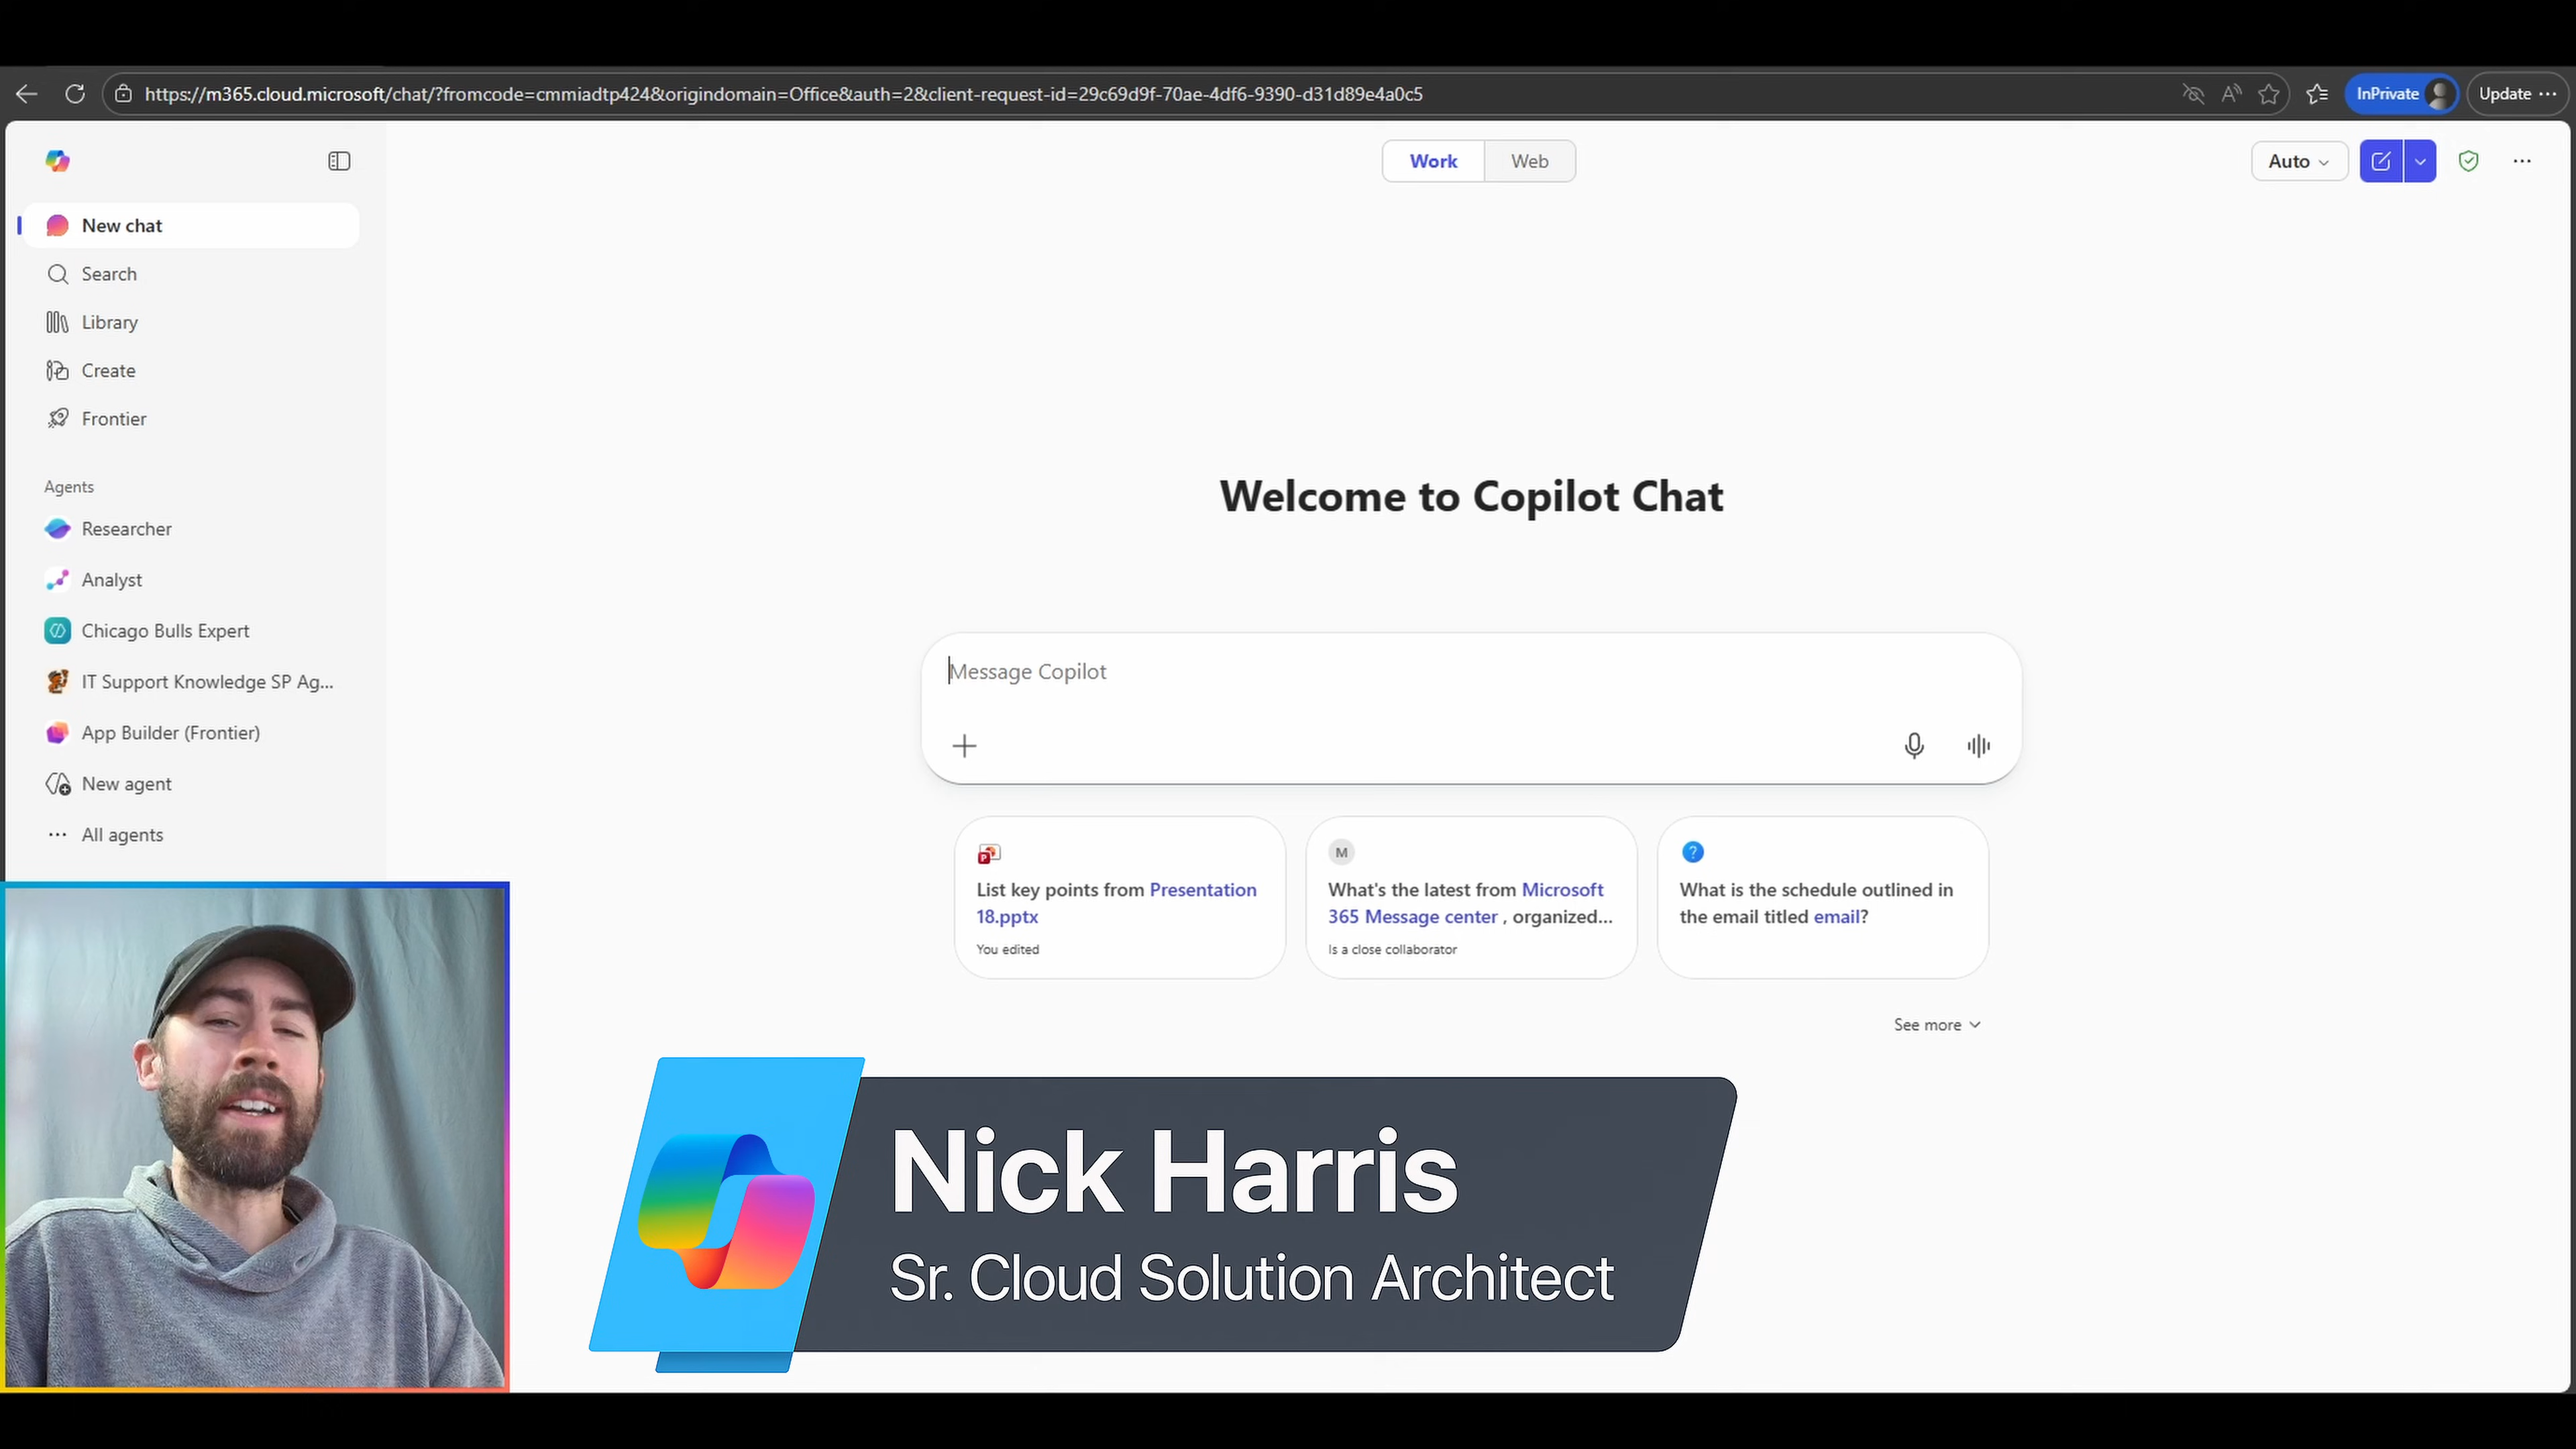 https://m365.cloud.microsoft/chat/?fromcode=cmmiadtp424&origindomain=Office&auth=2&client-request-id=29c69d9f-70ae-4df6-9390-d31d89e4a0c5
InPrivate
Update
Work
Web
Auto
New chat
Search
Library
Create
Frontier
Agents
Researcher
Analyst
Chicago Bulls Expert
IT Support Knowledge SP Ag...
App Builder (Frontier)
New agent
All agents
Welcome to Copilot Chat
Message Copilot
List key points from Presentation
18.pptx
You edited
M
What's the latest from Microsoft
365 Message center , organized...
Is a close collaborator
What is the schedule outlined in
the email titled email?
See more
Nick Harris
Sr. Cloud Solution Architect